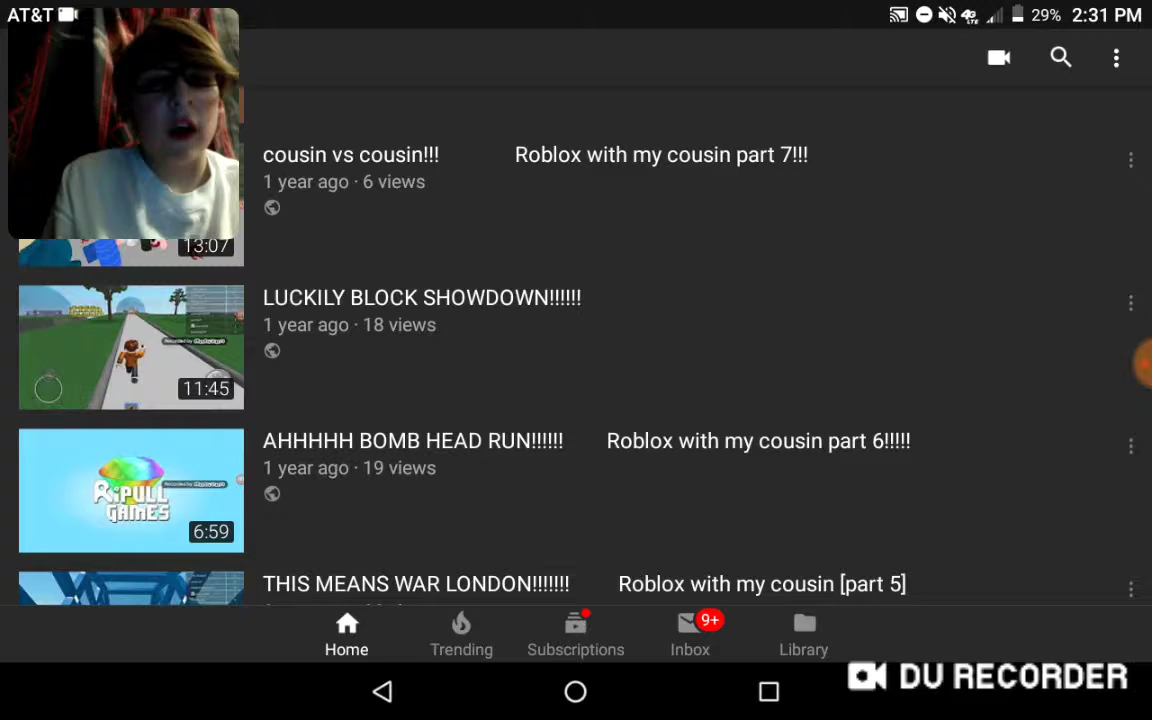 AT&T 29% 2:31 PM
cousin vs cousin!!! Roblox with my cousin part 7!!!
1 year ago · 6 views
13:07
LUCKILY BLOCK SHOWDOWN!!!!!!
1 year ago · 18 views
11:45
AHHHHH BOMB HEAD RUN!!!!!! Roblox with my cousin part 6!!!!!
1 year ago · 19 views
RIPULL
GAMES
6:59
THIS MEANS WAR LONDON!!!!!!! Roblox with my cousin [part 5]
9+
Home Trending Subscriptions Inbox Library
DU RECORDER